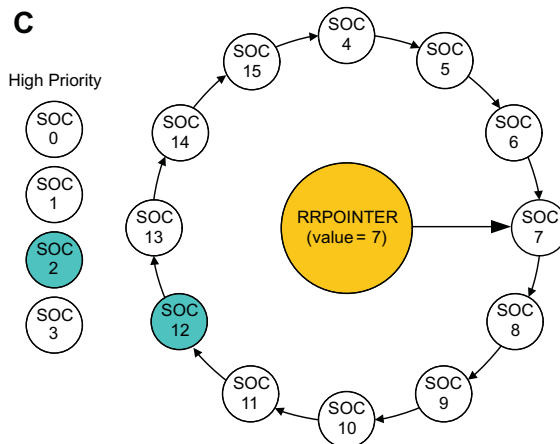 C
High Priority
SOC
0
SOC
1
SOC
2
SOC
3
SOC
4
SOC
5
SOC
6
SOC
7
SOC
8
SOC
9
SOC
10
SOC
11
SOC
12
SOC
13
SOC
14
SOC
15
RRPOINTER
(value = 7)